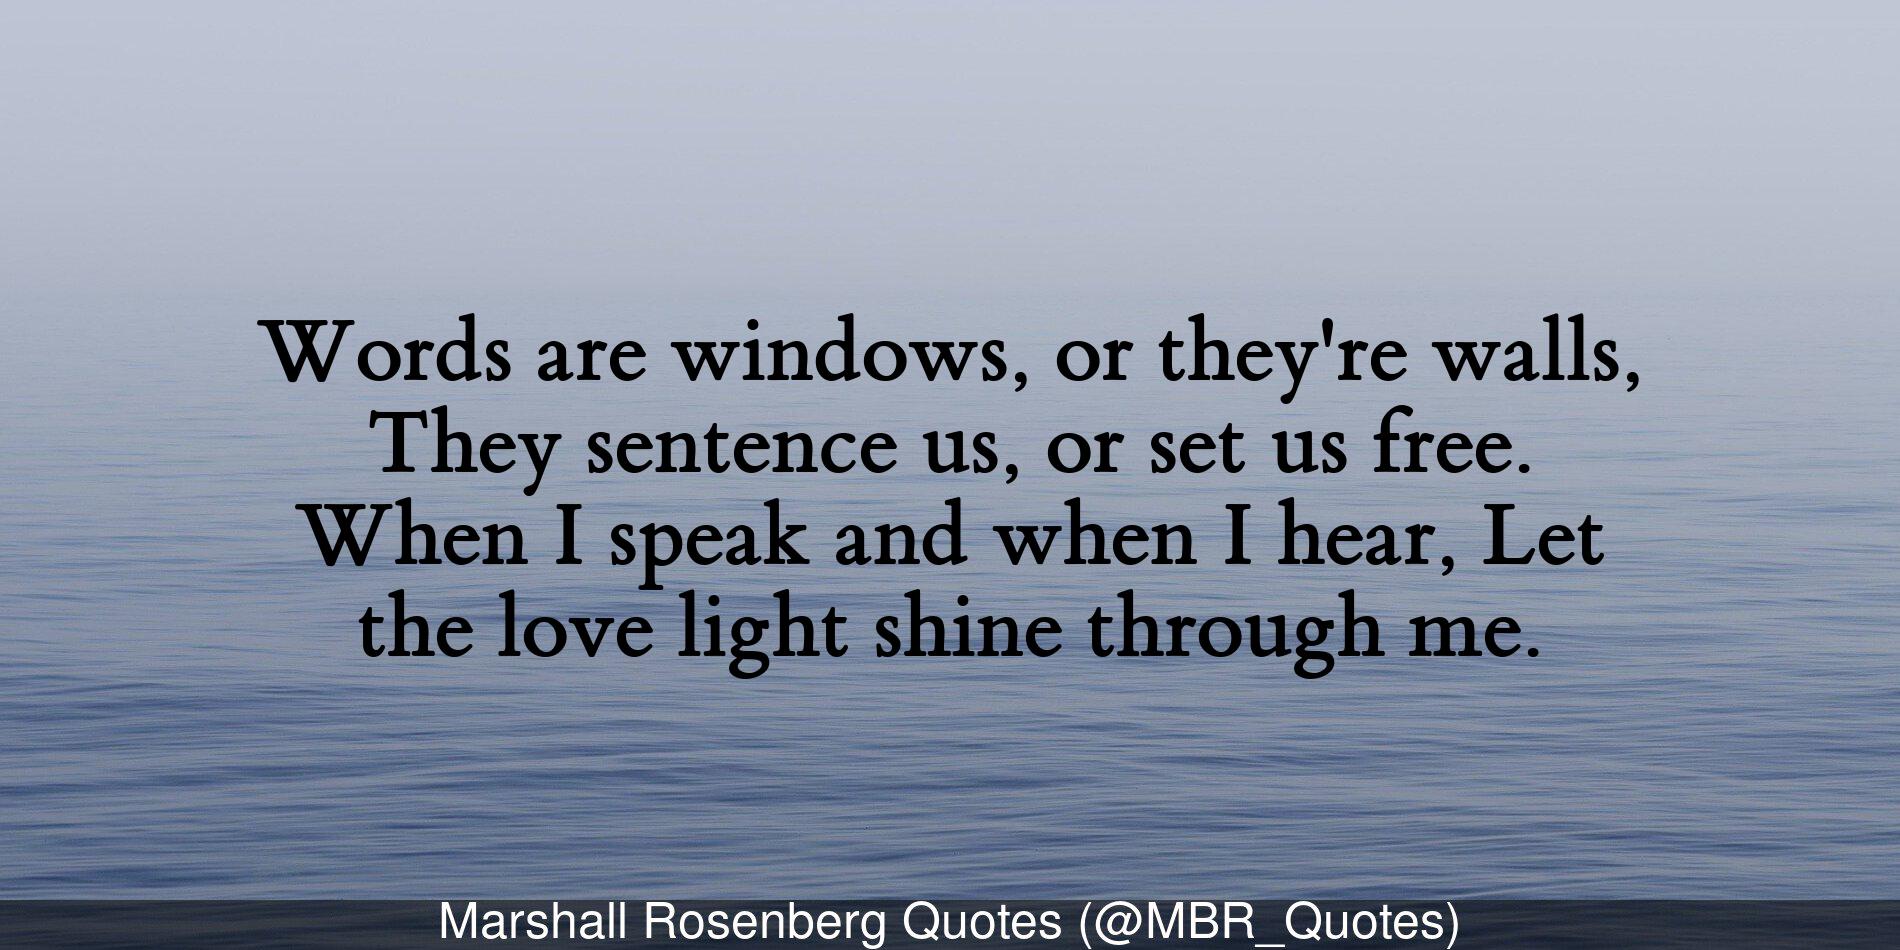 Words are windows, or they're walls,
They sentence us, or set us free.
When I speak and when I hear, Let
the love light shine through me.
Marshall Rosenberg Quotes (@MBR_Quotes)